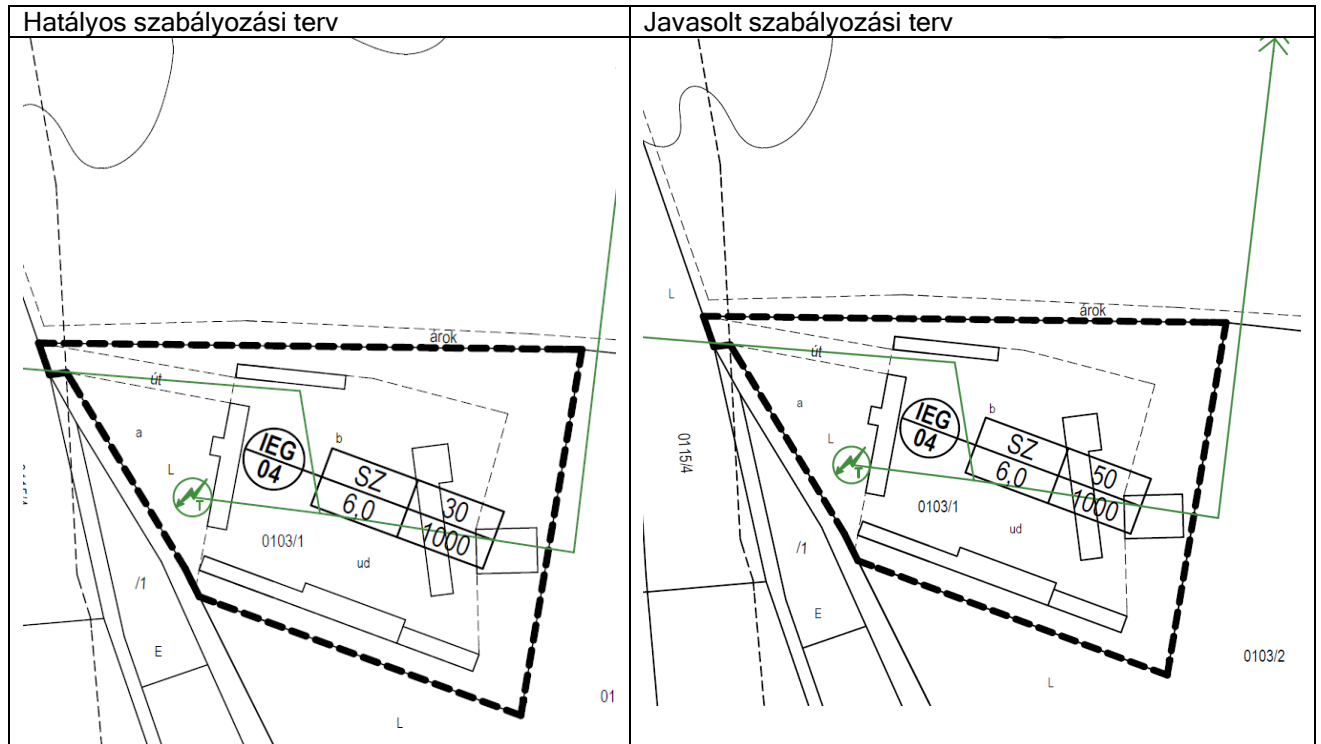 Hatályos szabályozási terv
árok
út
a
b
IEG
04
SZ
30
6,0
1000
L
T
0103/1
ud
/1
E
L
01
Javasolt szabályozási terv
L
árok
út
a
b
IEG
04
SZ
50
6,0
1000
L
T
0115/4
0103/1
ud
/1
E
L
0103/2